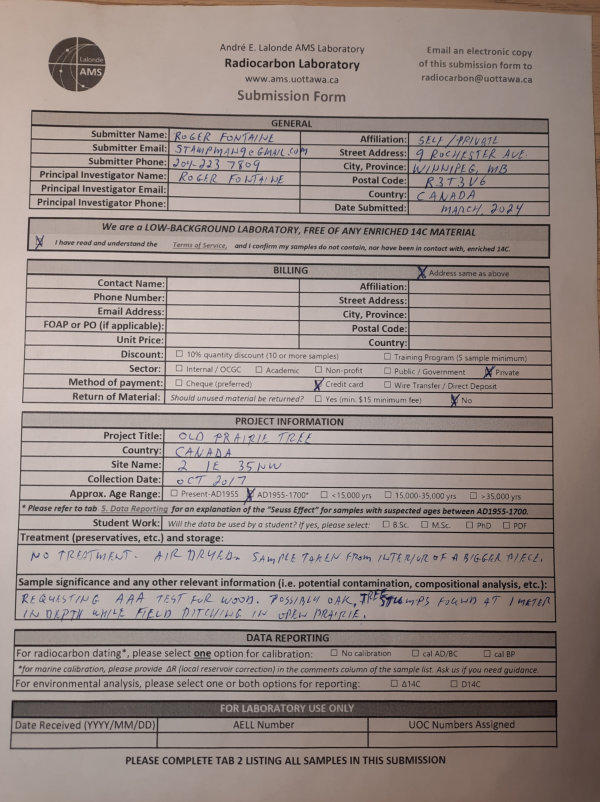 Lalonde
AMS
André E. Lalonde AMS Laboratory
Radiocarbon Laboratory
www.ams.uottawa.ca
Submission Form
Email an electronic copy
of this submission form to
radiocarbon@uottawa.ca
GENERAL
Submitter Name: ROGER FONTAINE Affiliation: SELF / PRIVATE
Submitter Email: STAMPMAN90@GMAIL.COM Street Address: 9 ROCHESTER AVE.
Submitter Phone: 204-223 7809 City, Province: WINNIPEG, MB
Principal Investigator Name: ROGER FONTAINE Postal Code: R3T3V6
Principal Investigator Email: Country: CANADA
Principal Investigator Phone: Date Submitted: MARCH, 2024
We are a LOW-BACKGROUND LABORATORY, FREE OF ANY ENRICHED 14C MATERIAL
X I have read and understand the Terms of Service, and I confirm my samples do not contain, nor have been in contact with, enriched 14C.
BILLING X Address same as above
Contact Name: Affiliation:
Phone Number: Street Address:
Email Address: City, Province:
FOAP or PO (if applicable): Postal Code:
Unit Price: Country:
Discount: ☐ 10% quantity discount (10 or more samples) ☐ Training Program (5 sample minimum)
Sector: ☐ Internal / OCGC ☐ Academic ☐ Non-profit ☐ Public / Government X Private
Method of payment: ☐ Cheque (preferred) X Credit card ☐ Wire Transfer / Direct Deposit
Return of Material: Should unused material be returned? ☐ Yes (min. $15 minimum fee) X No
PROJECT INFORMATION
Project Title: OLD PRAIRIE TREE
Country: CANADA
Site Name: 2 1E 35NW
Collection Date: OCT 2017
Approx. Age Range: ☐ Present-AD1955 X AD1955-1700* ☐ <15,000 yrs ☐ 15,000-35,000 yrs ☐ >35,000 yrs
* Please refer to tab 5. Data Reporting for an explanation of the "Seuss Effect" for samples with suspected ages between AD1955-1700.
Student Work: Will the data be used by a student? If yes, please select: ☐ B.Sc. ☐ M.Sc. ☐ PhD ☐ PDF
Treatment (preservatives, etc.) and storage:
NO TREATMENT. AIR DRYED. SAMPLE TAKEN FROM INTERIOR OF A BIGGER PIECE.
Sample significance and any other relevant information (i.e. potential contamination, compositional analysis, etc.):
REQUESTING AAA TEST FOR WOOD. POSSIBLY OAK, TREE STUMPS FOUND AT 1 METER
IN DEPTH WHILE FIELD DITCHING IN OPEN PRAIRIE.
DATA REPORTING
For radiocarbon dating*, please select one option for calibration: ☐ No calibration ☐ cal AD/BC ☐ cal BP
*for marine calibration, please provide ΔR (local reservoir correction) in the comments column of the sample list. Ask us if you need guidance.
For environmental analysis, please select one or both options for reporting: ☐ Δ14C ☐ D14C
FOR LABORATORY USE ONLY
Date Received (YYYY/MM/DD) AELL Number UOC Numbers Assigned
PLEASE COMPLETE TAB 2 LISTING ALL SAMPLES IN THIS SUBMISSION